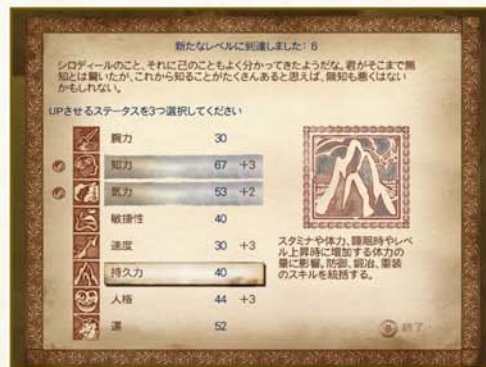 新たなレベルに到達しました: 6
シロディールのこと、それに己のこともよく分かってきたようだな。君がそこまで無
知とは驚いたが、これから知ることがたくさんあると思えば、無知も悪くはない
かもしれない。
UPさせるステータスを3つ選択してください
腕力 30
知力 67 +3
気力 53 +2
敏捷性 40
速度 30 +3
持久力 40
人格 44 +3
運 52
スタミナや体力、睡眠時やレベ
ル上昇時に増加する体力の
量に影響。防御、鍛冶、重装
のスキルを統括する。
B 終了